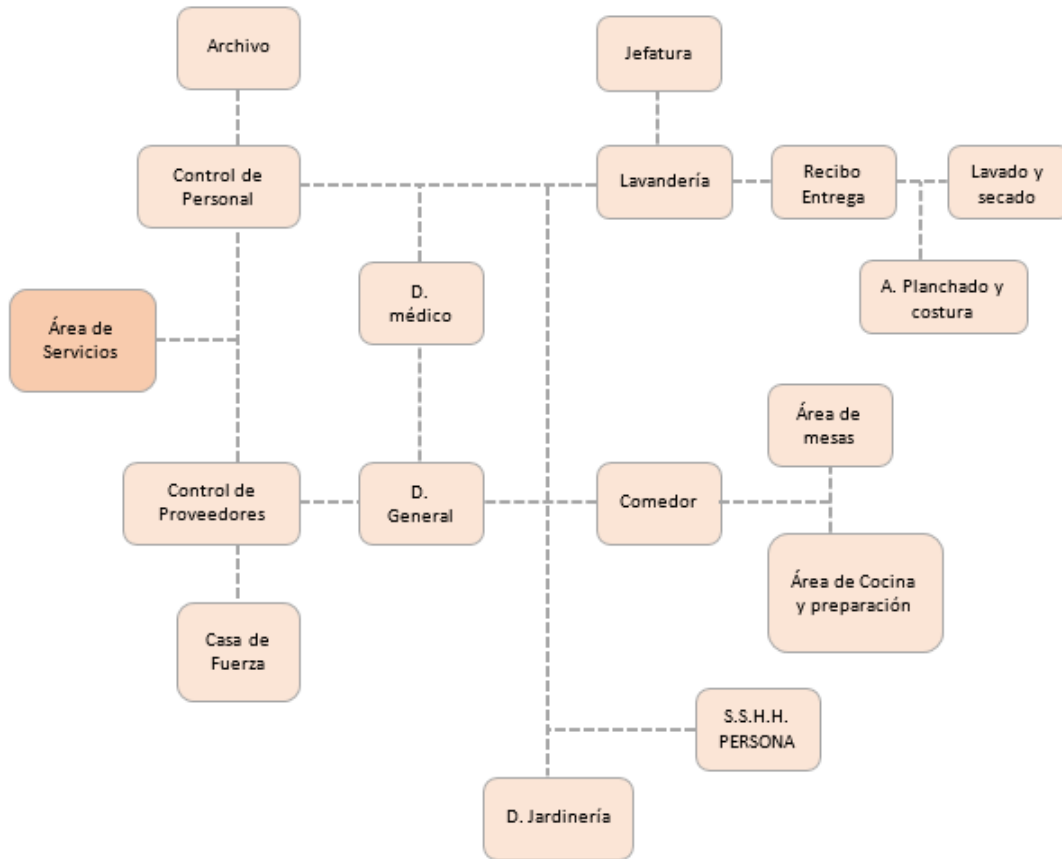 Archivo
Jefatura
Control de
Personal
Lavandería
Recibo
Entrega
Lavado y
secado
D.
médico
A. Planchado y
costura
Área de
Servicios
Área de
mesas
Control de
Proveedores
D.
General
Comedor
Área de Cocina
y preparación
Casa de
Fuerza
S.S.H.H.
PERSONA
D. Jardinería